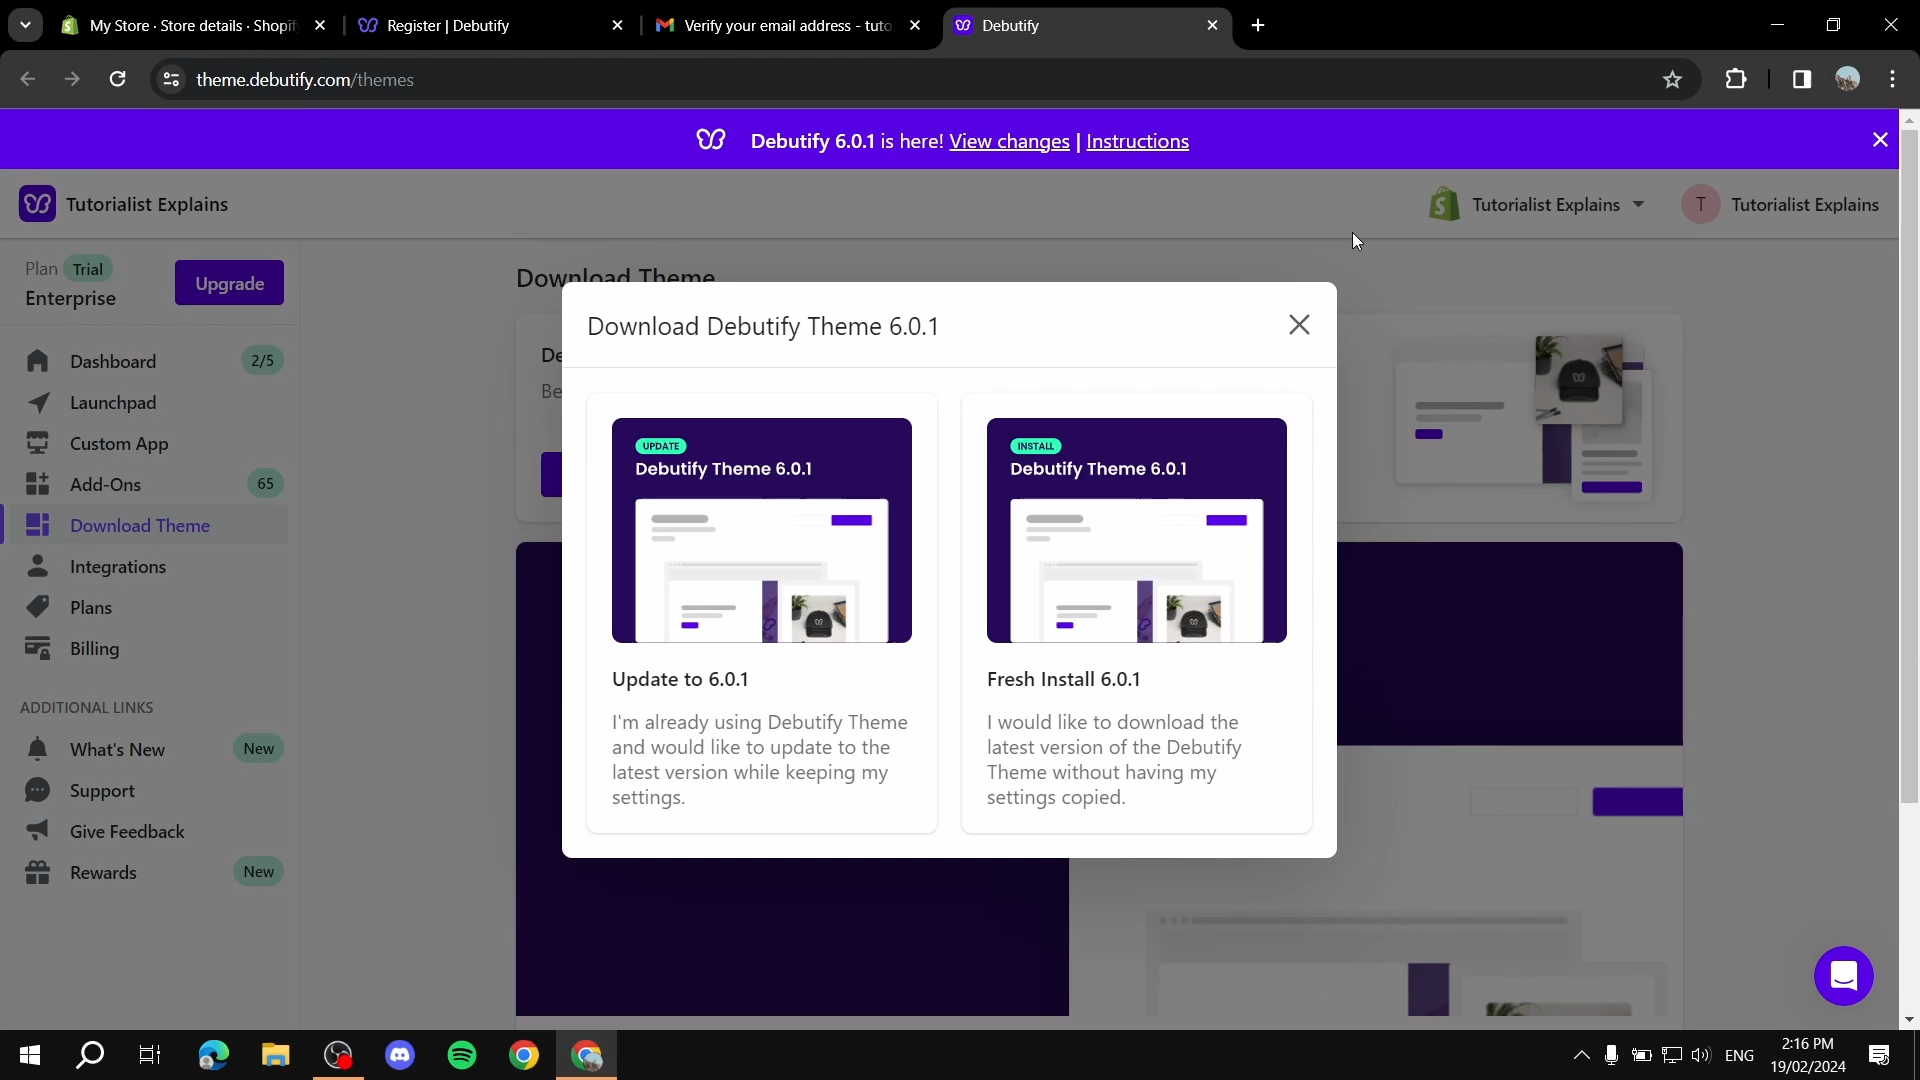 My Store · Store details · Shopif
Register | Debutify
Verify your email address - tuto
Debutify
theme.debutify.com/themes
Debutify 6.0.1 is here! View changes | Instructions
Tutorialist Explains
Tutorialist Explains
T
Tutorialist Explains
Plan Trial
Enterprise
Upgrade
Dashboard 2/5
Launchpad
Custom App
Add-Ons 65
Download Theme
Integrations
Plans
Billing
ADDITIONAL LINKS
What's New New
Support
Give Feedback
Rewards New
Download Theme
De
Be
Download Debutify Theme 6.0.1
UPDATE
Debutify Theme 6.0.1
Update to 6.0.1
I'm already using Debutify Theme
and would like to update to the
latest version while keeping my
settings.
INSTALL
Debutify Theme 6.0.1
Fresh Install 6.0.1
I would like to download the
latest version of the Debutify
Theme without having my
settings copied.
ENG
2:16 PM
19/02/2024